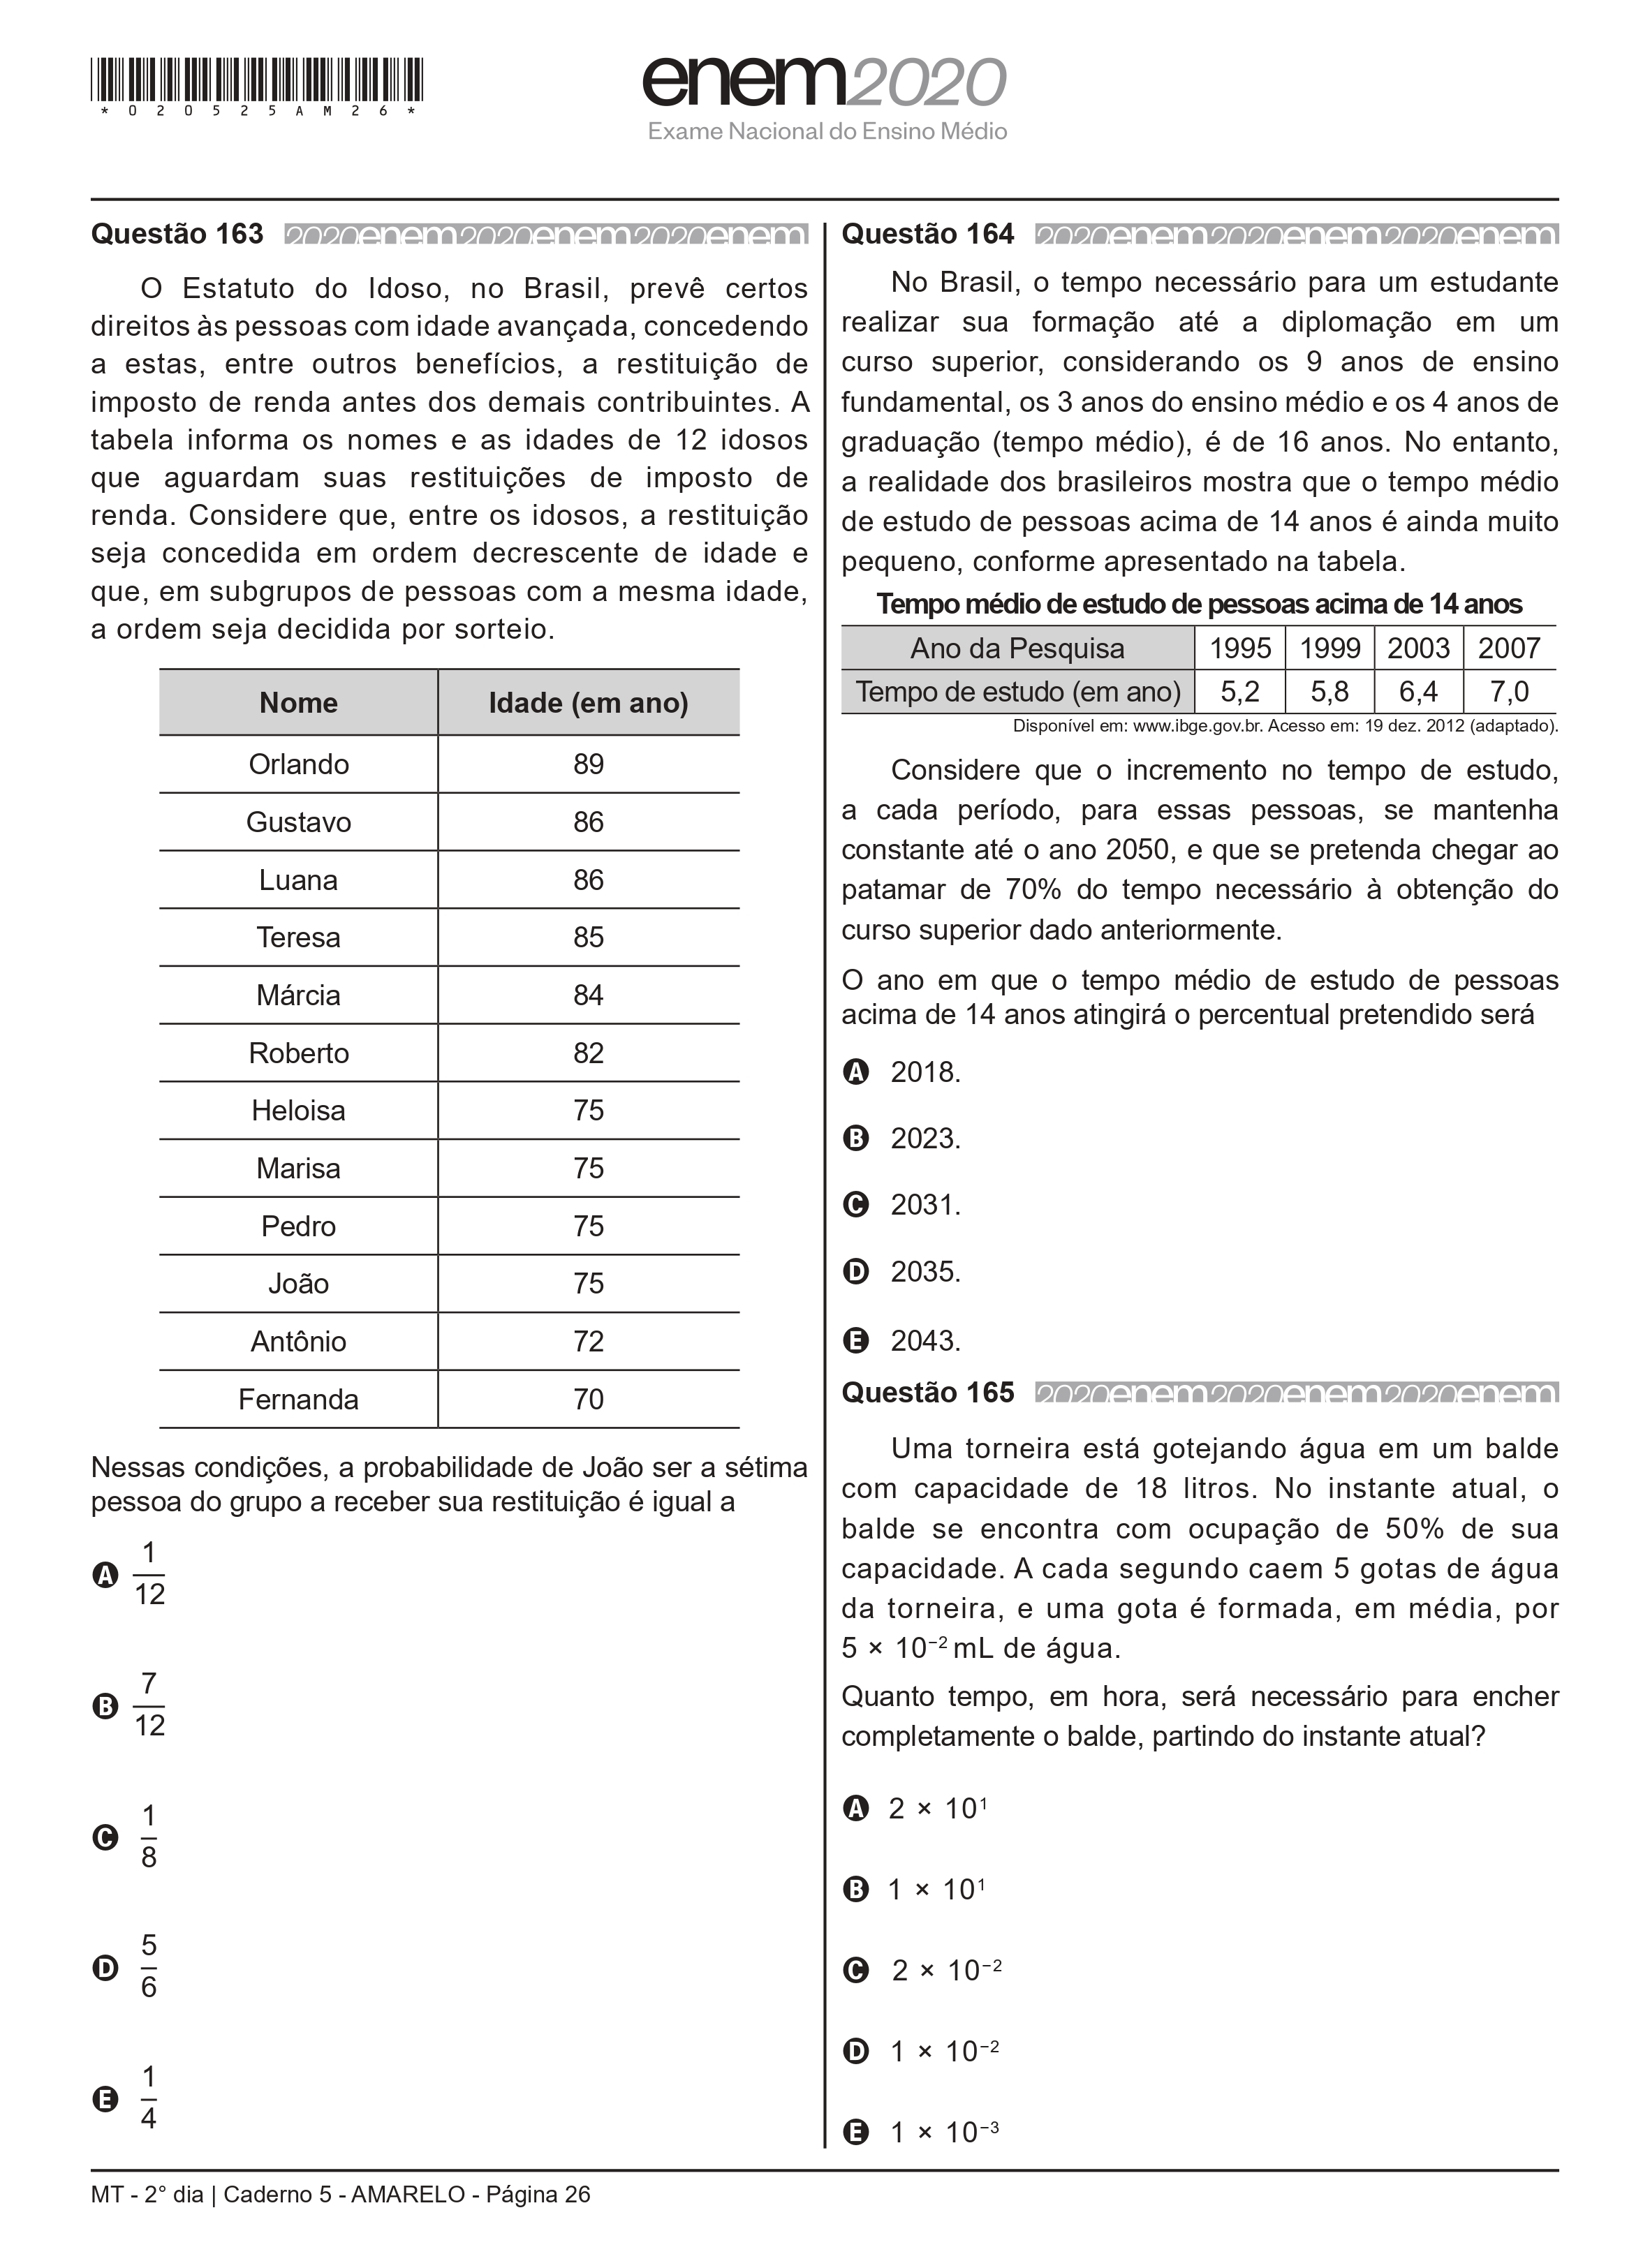 *020525AM26*
enem2020
Exame Nacional do Ensino Médio
Questão 163 2020enem2020enem2020enem
O Estatuto do Idoso, no Brasil, prevê certos
direitos às pessoas com idade avançada, concedendo
a estas, entre outros benefícios, a restituição de
imposto de renda antes dos demais contribuintes. A
tabela informa os nomes e as idades de 12 idosos
que aguardam suas restituições de imposto de
renda. Considere que, entre os idosos, a restituição
seja concedida em ordem decrescente de idade e
que, em subgrupos de pessoas com a mesma idade,
a ordem seja decidida por sorteio.
Nome Idade (em ano)
Orlando 89
Gustavo 86
Luana 86
Teresa 85
Márcia 84
Roberto 82
Heloisa 75
Marisa 75
Pedro 75
João 75
Antônio 72
Fernanda 70
Nessas condições, a probabilidade de João ser a sétima
pessoa do grupo a receber sua restituição é igual a
A 1/12
B 7/12
C 1/8
D 5/6
E 1/4
Questão 164 2020enem2020enem2020enem
No Brasil, o tempo necessário para um estudante
realizar sua formação até a diplomação em um
curso superior, considerando os 9 anos de ensino
fundamental, os 3 anos do ensino médio e os 4 anos de
graduação (tempo médio), é de 16 anos. No entanto,
a realidade dos brasileiros mostra que o tempo médio
de estudo de pessoas acima de 14 anos é ainda muito
pequeno, conforme apresentado na tabela.
Tempo médio de estudo de pessoas acima de 14 anos
Ano da Pesquisa 1995 1999 2003 2007
Tempo de estudo (em ano) 5,2 5,8 6,4 7,0
Disponível em: www.ibge.gov.br. Acesso em: 19 dez. 2012 (adaptado).
Considere que o incremento no tempo de estudo,
a cada período, para essas pessoas, se mantenha
constante até o ano 2050, e que se pretenda chegar ao
patamar de 70% do tempo necessário à obtenção do
curso superior dado anteriormente.
O ano em que o tempo médio de estudo de pessoas
acima de 14 anos atingirá o percentual pretendido será
A 2018.
B 2023.
C 2031.
D 2035.
E 2043.
Questão 165 2020enem2020enem2020enem
Uma torneira está gotejando água em um balde
com capacidade de 18 litros. No instante atual, o
balde se encontra com ocupação de 50% de sua
capacidade. A cada segundo caem 5 gotas de água
da torneira, e uma gota é formada, em média, por
5 × 10⁻² mL de água.
Quanto tempo, em hora, será necessário para encher
completamente o balde, partindo do instante atual?
A 2 × 10¹
B 1 × 10¹
C 2 × 10⁻²
D 1 × 10⁻²
E 1 × 10⁻³
MT - 2° dia | Caderno 5 - AMARELO - Página 26